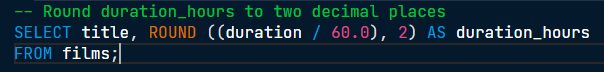 -- Round duration_hours to two decimal places
SELECT title, ROUND ((duration / 60.0), 2) AS duration_hours
FROM films;